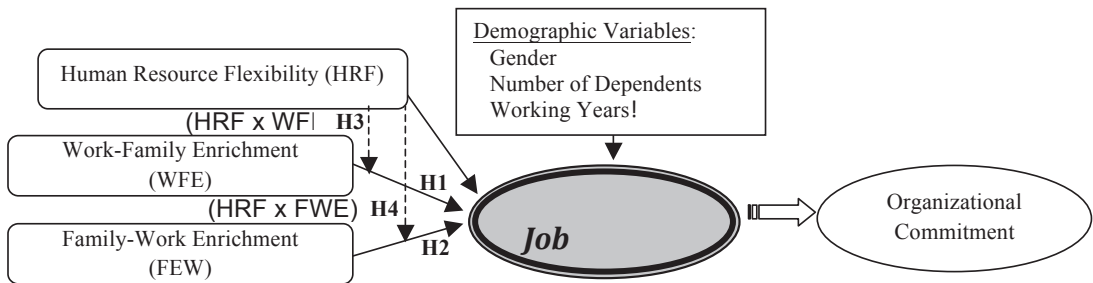 Demographic Variables:
Gender
Number of Dependents
Working Years!
Human Resource Flexibility (HRF)
(HRF x WF
H3
Work-Family Enrichment
(WFE)
H1
(HRF x FWE)
H4
Family-Work Enrichment
(FEW)
H2
Job
Organizational
Commitment